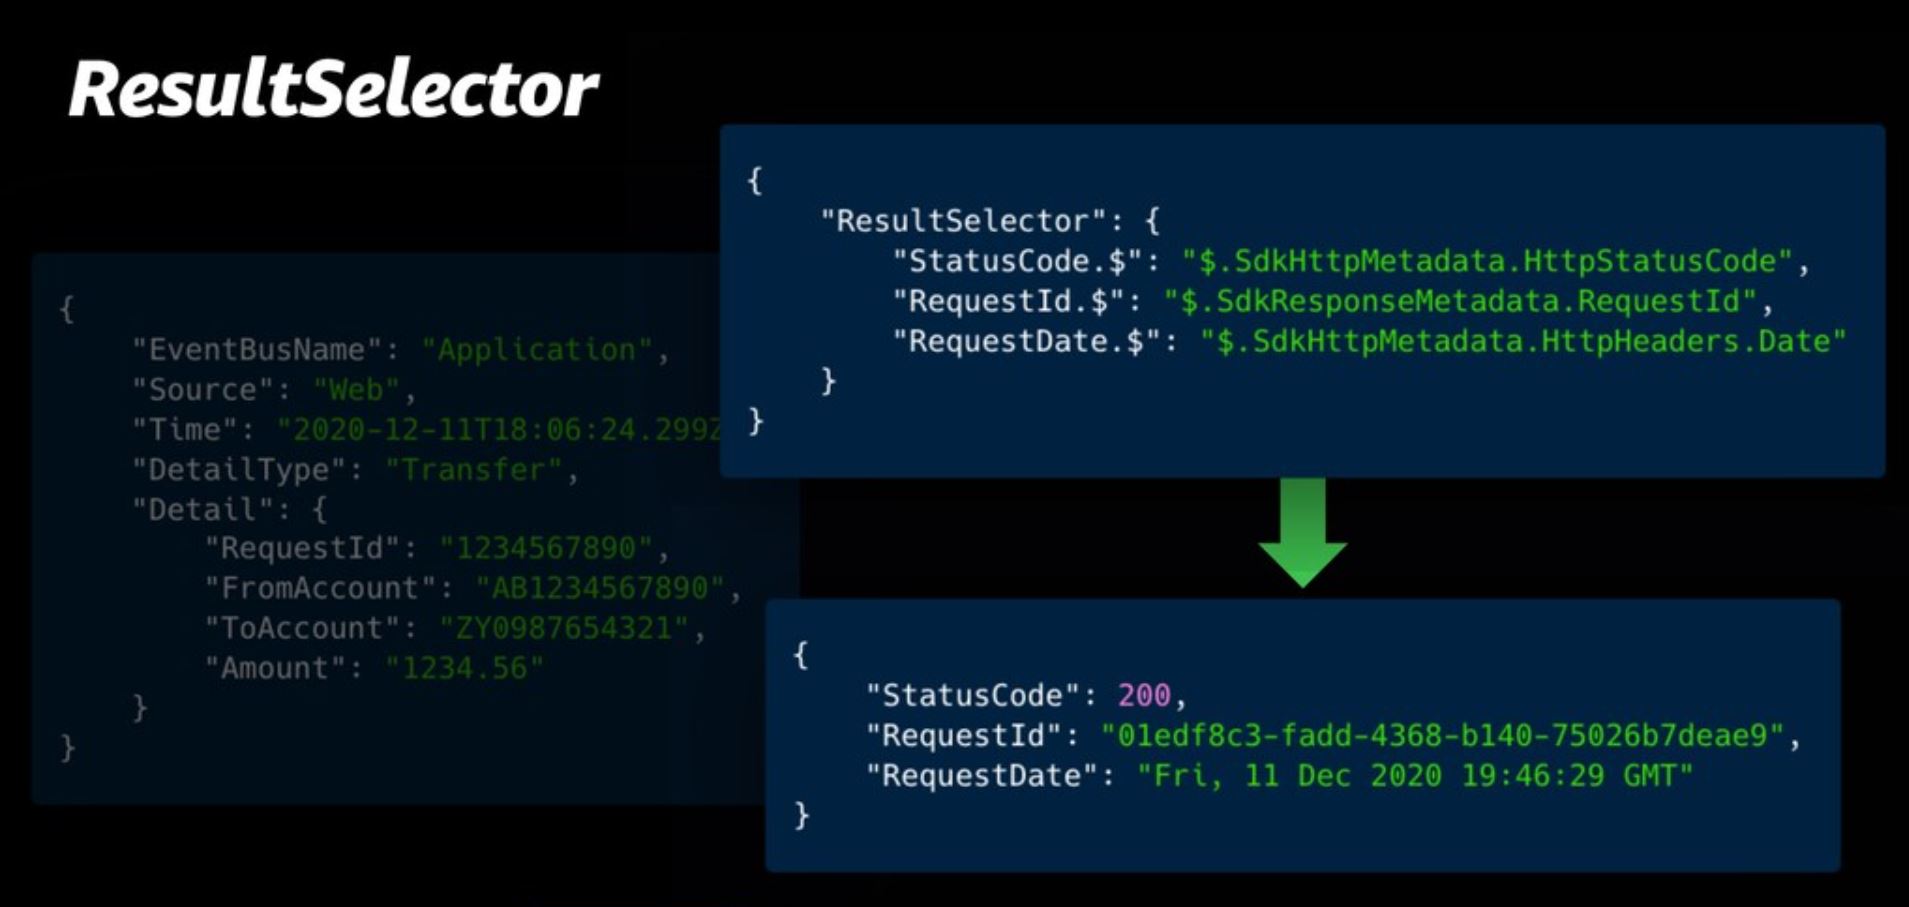 ResultSelector
{
"EventBusName": "Application",
"Source": "Web",
"Time": "2020-12-11T18:06:24.299Z
"DetailType": "Transfer",
"Detail": {
"RequestId": "1234567890",
"FromAccount": "AB1234567890",
"ToAccount": "ZY0987654321",
"Amount": "1234.56"
}
}
{
"ResultSelector": {
"StatusCode.$": "$.SdkHttpMetadata.HttpStatusCode",
"RequestId.$": "$.SdkResponseMetadata.RequestId",
"RequestDate.$": "$.SdkHttpMetadata.HttpHeaders.Date"
}
}
{
"StatusCode": 200,
"RequestId": "01edf8c3-fadd-4368-b140-75026b7deae9",
"RequestDate": "Fri, 11 Dec 2020 19:46:29 GMT"
}